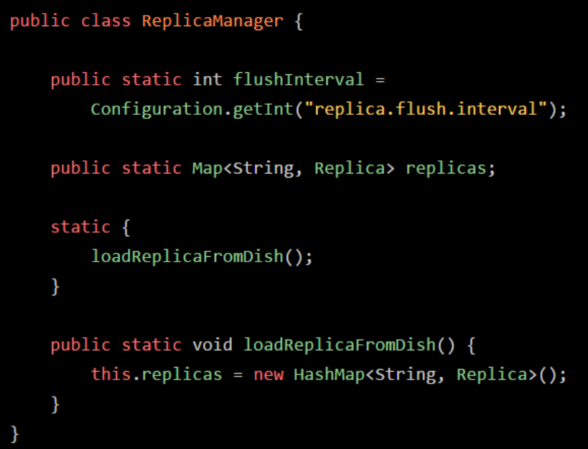 public class ReplicaManager {
public static int flushInterval =
Configuration.getInt("replica.flush.interval");
public static Map<String, Replica> replicas;
static {
loadReplicaFromDish();
}
public static void loadReplicaFromDish() {
this.replicas = new HashMap<String, Replica>();
}
}